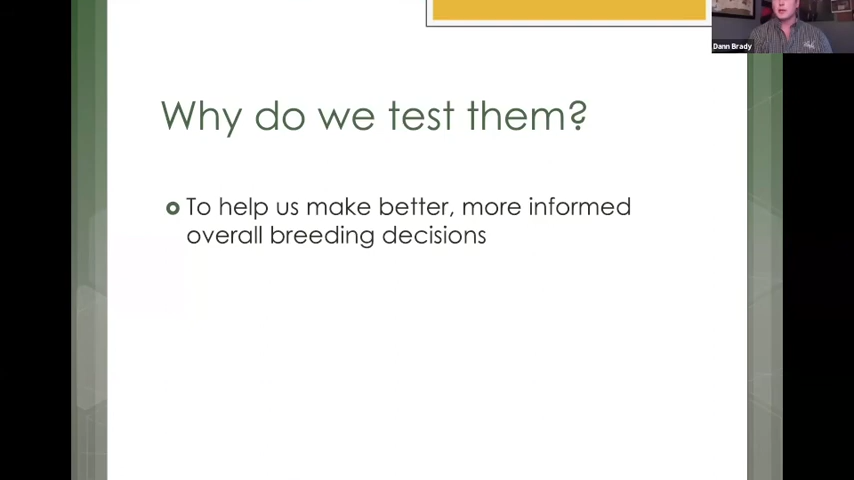 Dann Brady
Why do we test them?
To help us make better, more informed
overall breeding decisions